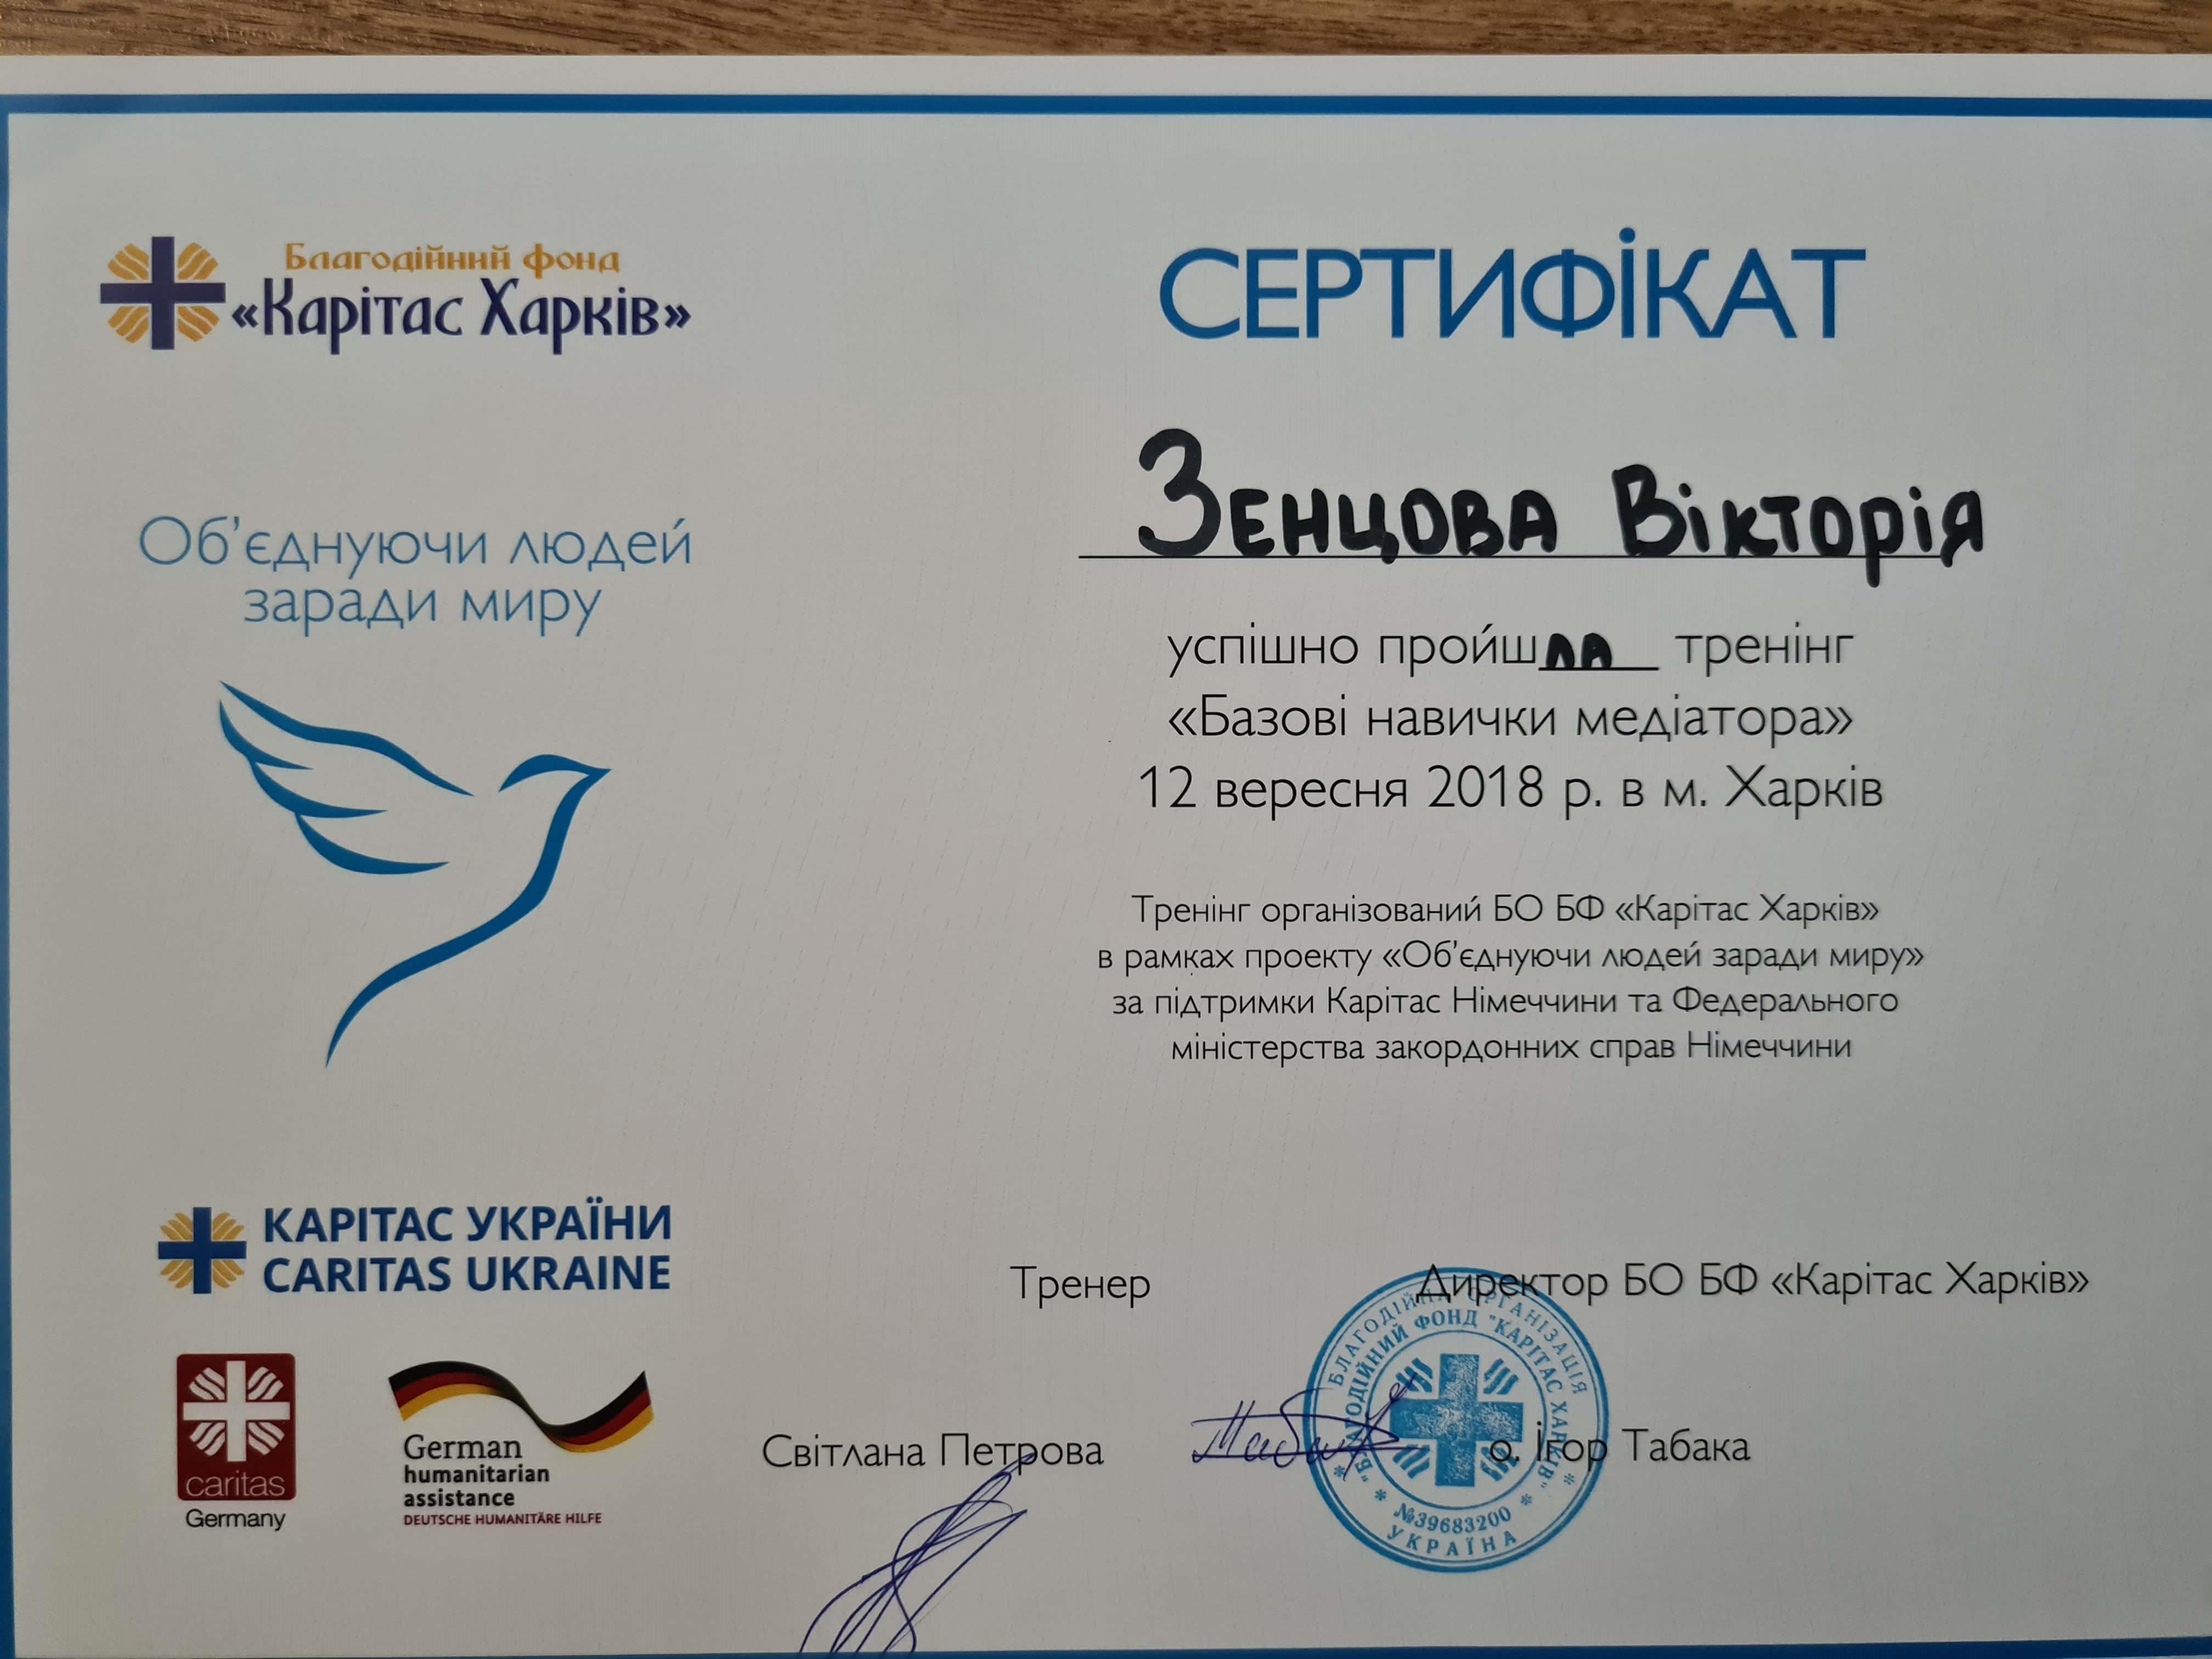 Благодійний фонд
«Карітас Харків»
СЕРТИФІКАТ
Зенцова Вікторія
успішно пройшла тренінг
«Базові навички медіатора»
12 вересня 2018 р. в м. Харків
Об'єднуючи людей
заради миру
Тренінг організований БО БФ «Карітас Харків»
в рамках проекту «Об'єднуючи людей заради миру»
за підтримки Карітас Німеччини та Федерального
міністерства закордонних справ Німеччини
КАРІТАС УКРАЇНИ
CARITAS UKRAINE
caritas
Germany
German
humanitarian
assistance
DEUTSCHE HUMANITÄRE HILFE
Тренер
Світлана Петрова
Директор БО БФ «Карітас Харків»
о. Ігор Табака
БЛАГОДІЙНА ОРГАНІЗАЦІЯ
"БЛАГОДІЙНИЙ ФОНД "КАРІТАС ХАРКІВ"
№39683200
УКРАЇНА